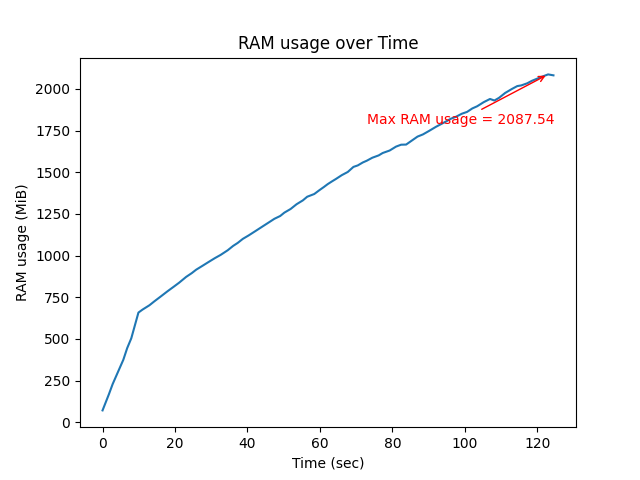 RAM usage over Time
RAM usage (MiB)
2000
1750
1500
1250
1000
750
500
250
0
Max RAM usage = 2087.54
0 20 40 60 80 100 120
Time (sec)